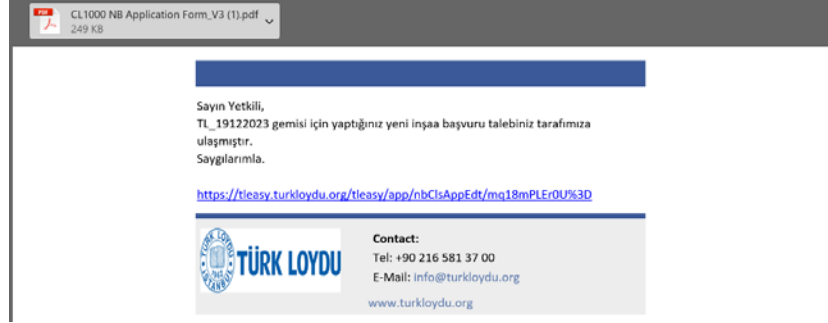 CL1000 NB Application Form_V3 (1).pdf
249 KB
Sayın Yetkili,
TL_19122023 gemisi için yaptığınız yeni inşaa başvuru talebiniz tarafımıza
ulaşmıştır.
Saygılarımla.
https://tleasy.turkloydu.org/tleasy/app/nbClsAppEdt/mq18mPLEr0U%3D
TÜRK LOYDU
Contact:
Tel: +90 216 581 37 00
E-Mail: info@turkloydu.org
www.turkloydu.org